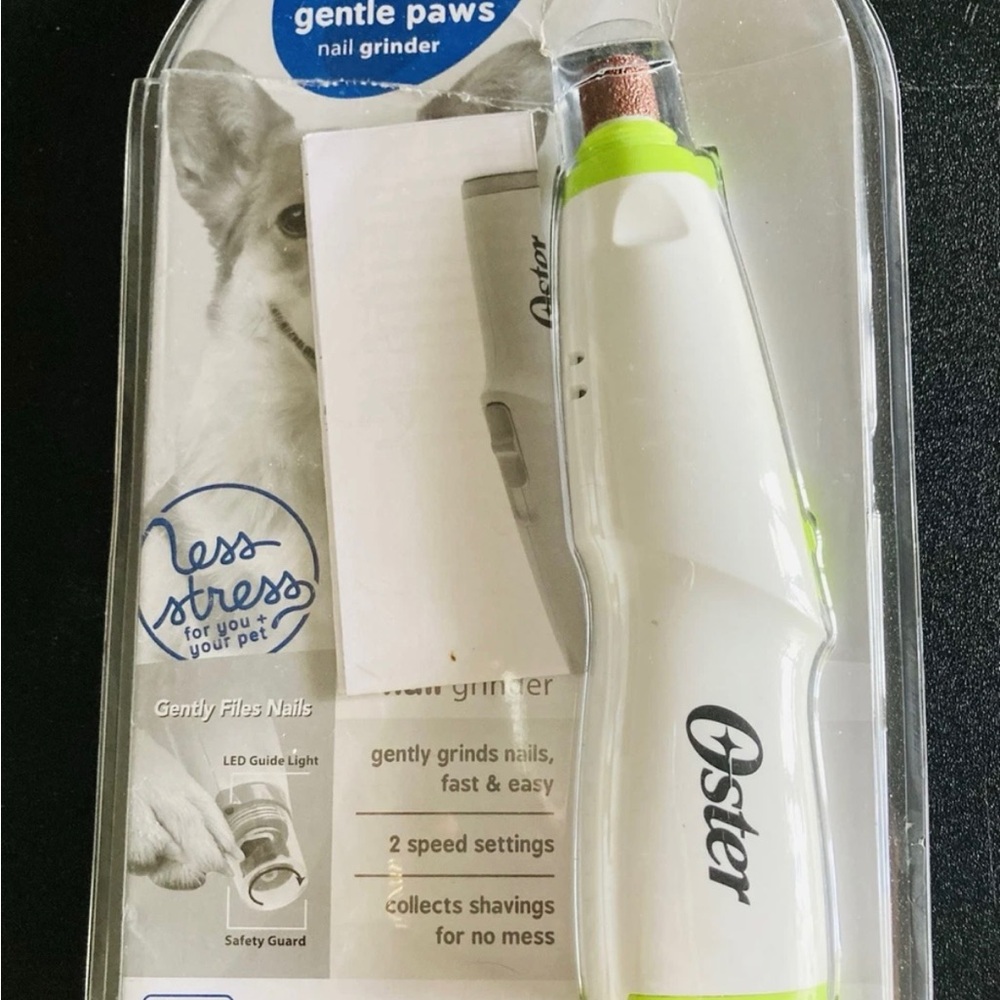 gentle paws
nail grinder
Oster
less
stress
for you +
your pet
nail grinder
Gently Files Nails
LED Guide Light
Safety Guard
gently grinds nails,
fast & easy
2 speed settings
collects shavings
for no mess
Oster